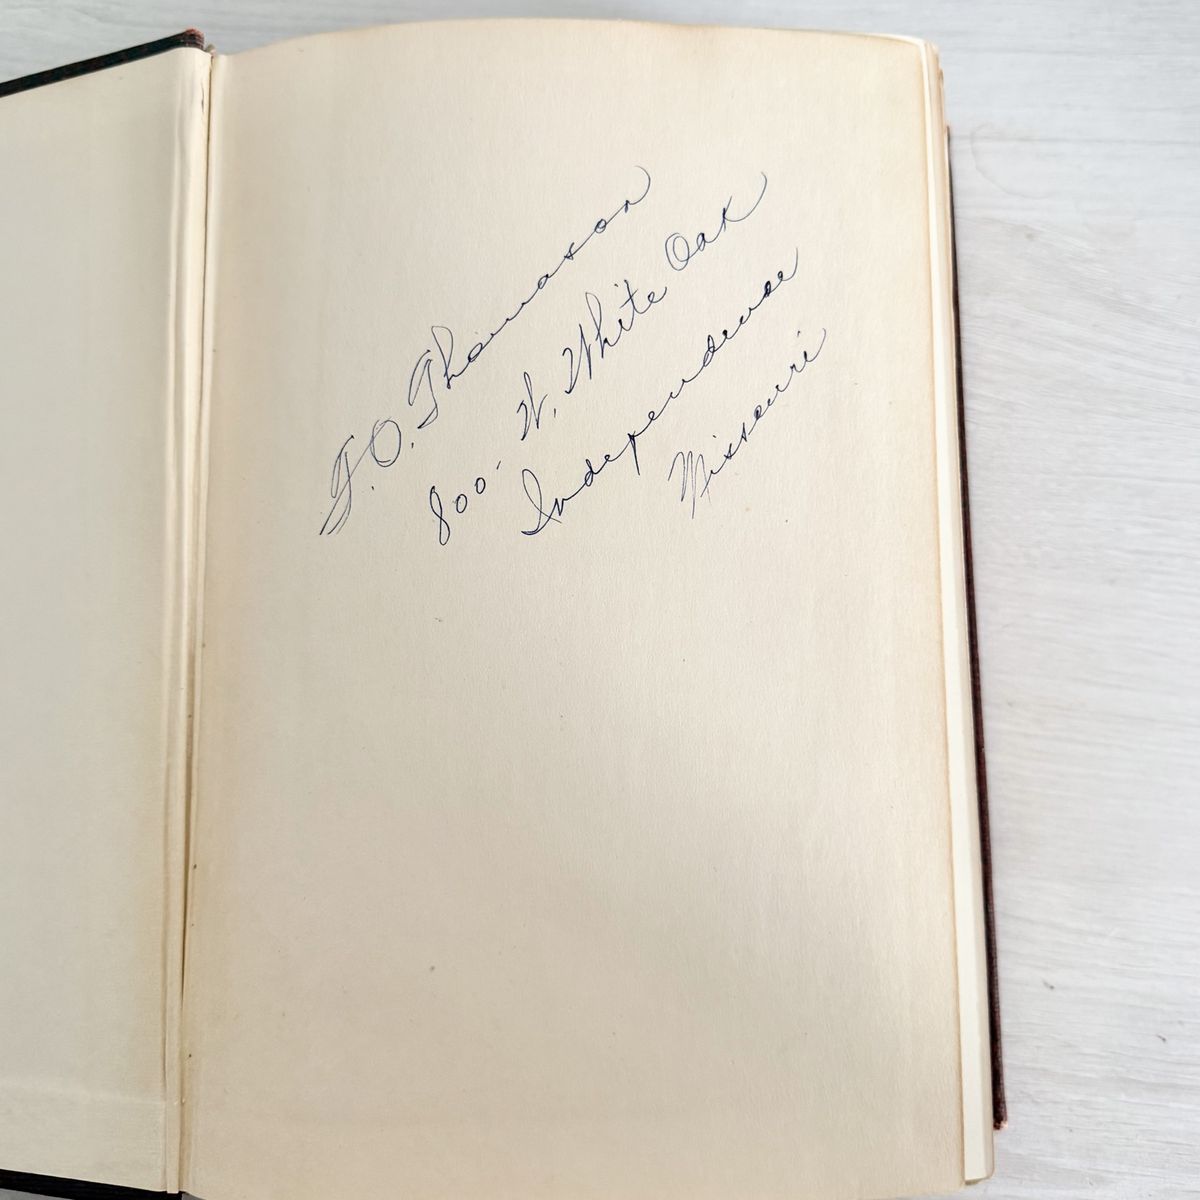 T.O. Thomason
800- W. White Oak
Independence
Missouri